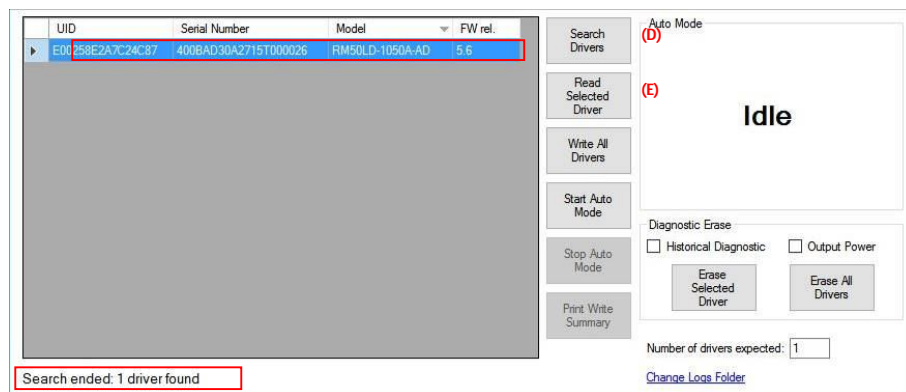 UID Serial Number Model FW rel.
E00258E2A7C24C87 400BAD30A2715T000026 RM50LD-1050A-AD 5.6
Search ended: 1 driver found
Search
Drivers
(D)
Read
Selected
Driver
(E)
Write All
Drivers
Start Auto
Mode
Stop Auto
Mode
Print Write
Summary
Auto Mode
Idle
Diagnostic Erase
Historical Diagnostic Output Power
Erase
Selected
Driver
Erase All
Drivers
Number of drivers expected: 1
Change Logs Folder